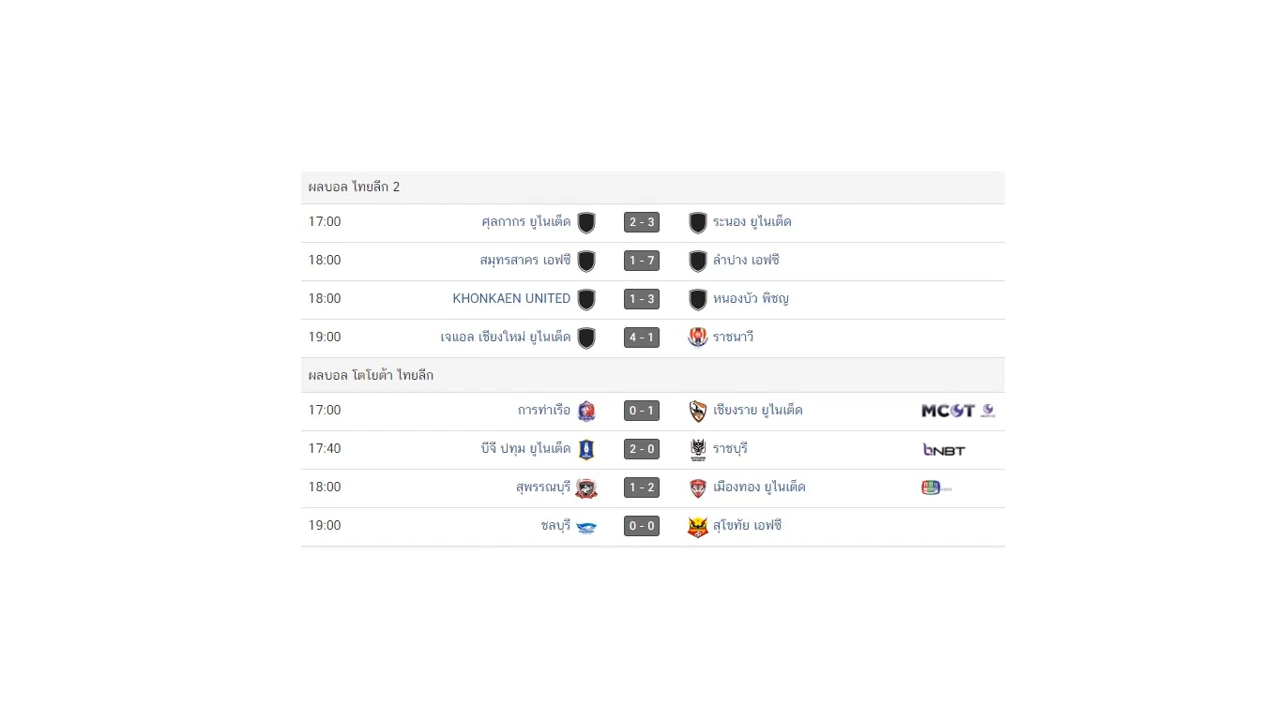 ผลบอล ไทยลีก 2
17:00 ศุลกากร ยูไนเต็ด 2 - 3 ระนอง ยูไนเต็ด
18:00 สมุทรสาคร เอฟซี 1 - 7 ลำปาง เอฟซี
18:00 KHONKAEN UNITED 1 - 3 หนองบัว พิชญ
19:00 เจแอล เชียงใหม่ ยูไนเต็ด 4 - 1 ราชนาวี
ผลบอล โตโยต้า ไทยลีก
17:00 การท่าเรือ 0 - 1 เชียงราย ยูไนเต็ด MCOT
17:40 บีจี ปทุม ยูไนเต็ด 2 - 0 ราชบุรี NBT
18:00 สุพรรณบุรี 1 - 2 เมืองทอง ยูไนเต็ด
19:00 ชลบุรี 0 - 0 สุโขทัย เอฟซี